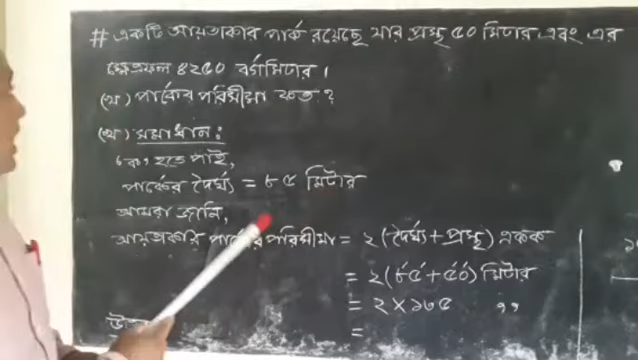 # একটি আয়তাকার পার্ক রয়েছে যার প্রস্থ ৫০ মিটার এবং এর
ক্ষেত্রফল ৪২৫০ বর্গমিটার।
(খ) পার্কের পরিসীমা কত?
(খ) সমাধান:
'ক' হতে পাই,
পার্কের দৈর্ঘ্য = ৮৫ মিটার
আমরা জানি,
আয়তাকার পার্কের পরিসীমা = ২(দৈর্ঘ্য+প্রস্থ) একক
= ২(৮৫+৫০) মিটার
= ২×১৩৫ ,,
=